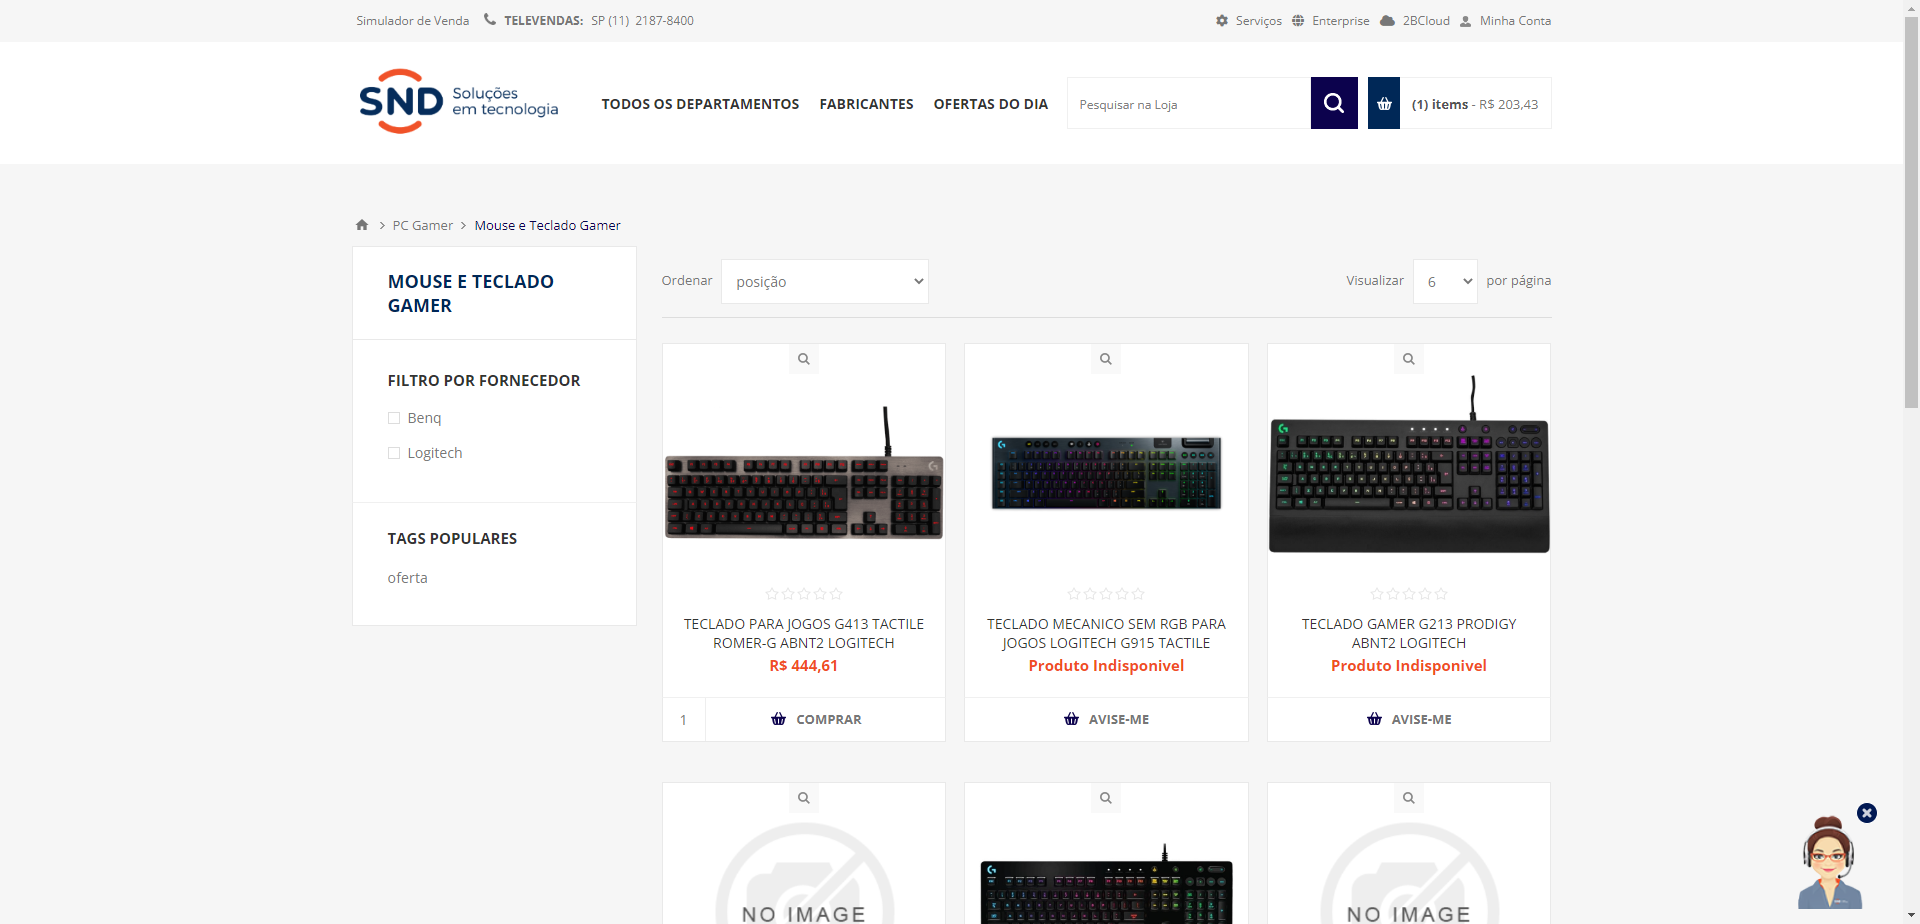 Simulador de Venda TELEVENDAS: SP (11) 2187-8400 Serviços Enterprise 2BCloud Minha Conta
SND Soluções
em tecnologia
TODOS OS DEPARTAMENTOS FABRICANTES OFERTAS DO DIA Pesquisar na Loja (1) items - R$ 203,43
PC Gamer Mouse e Teclado Gamer
MOUSE E TECLADO
GAMER
FILTRO POR FORNECEDOR
Benq
Logitech
TAGS POPULARES
oferta
Ordenar posição Visualizar 6 por página
TECLADO PARA JOGOS G413 TACTILE
ROMER-G ABNT2 LOGITECH
R$ 444,61
1 COMPRAR
TECLADO MECANICO SEM RGB PARA
JOGOS LOGITECH G915 TACTILE
Produto Indisponivel
AVISE-ME
TECLADO GAMER G213 PRODIGY
ABNT2 LOGITECH
Produto Indisponivel
AVISE-ME
NO IMAGE
NO IMAGE